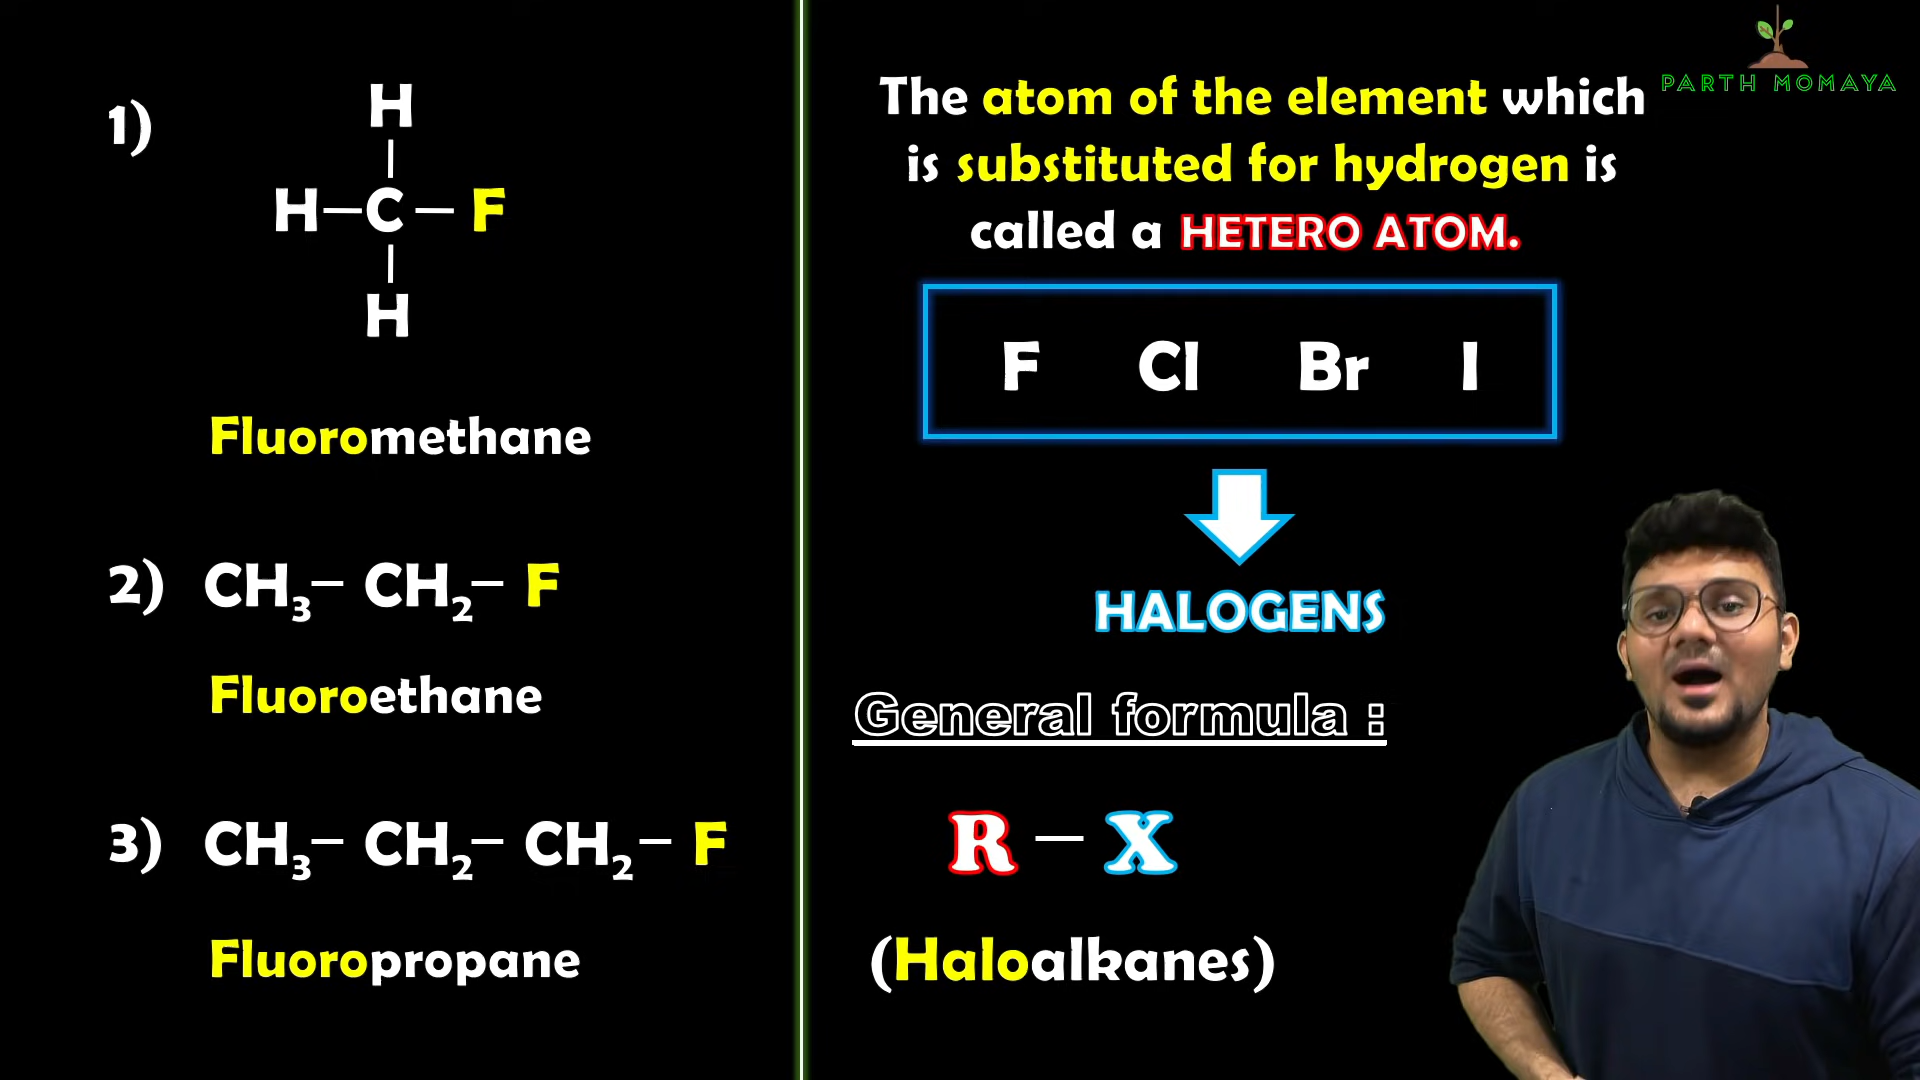 1)
H
H—C—F
H
Fluoromethane
2) CH₃— CH₂— F
Fluoroethane
3) CH₃— CH₂— CH₂— F
Fluoropropane
PARTH MOMAYA
The atom of the element which
is substituted for hydrogen is
called a HETERO ATOM.
F Cl Br I
HALOGENS
General formula :
R — X
(Haloalkanes)